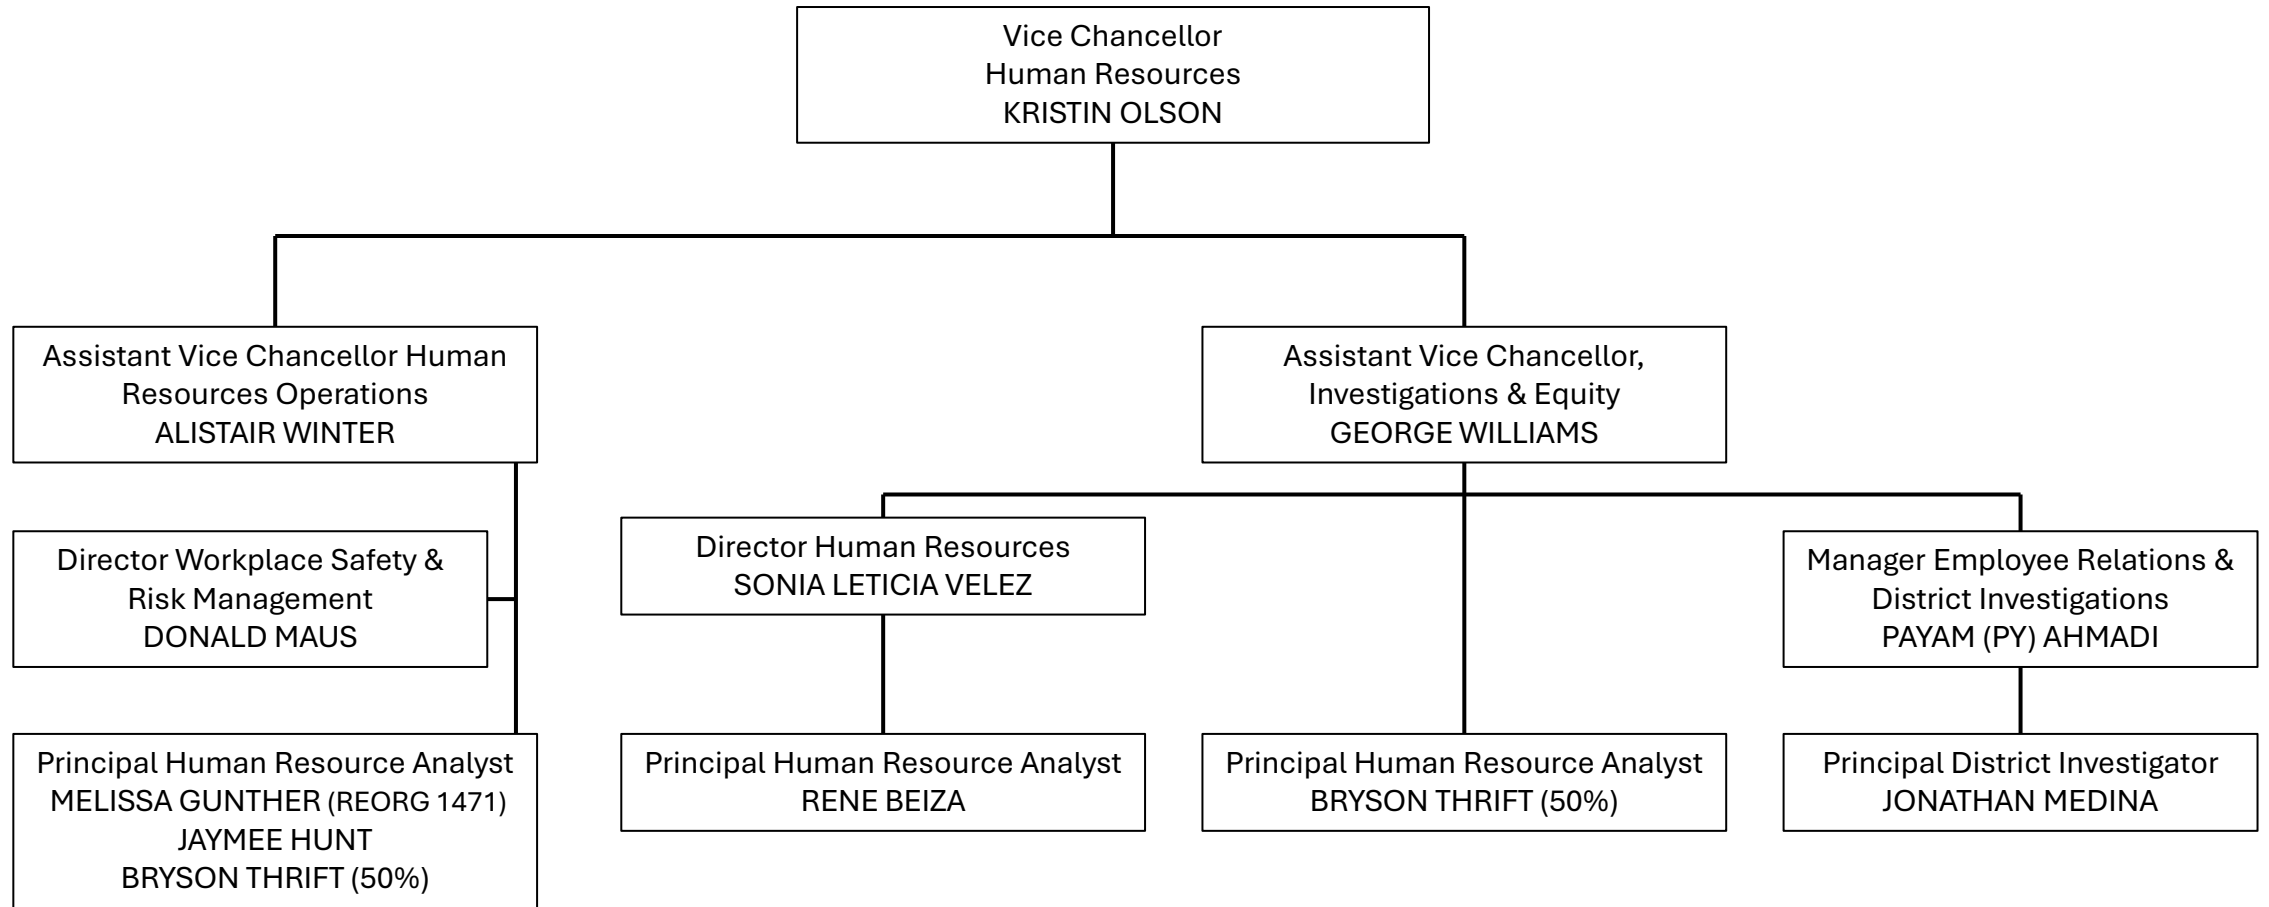 Vice Chancellor
Human Resources
KRISTIN OLSON
Assistant Vice Chancellor Human
Resources Operations
ALISTAIR WINTER
Assistant Vice Chancellor,
Investigations & Equity
GEORGE WILLIAMS
Director Workplace Safety &
Risk Management
DONALD MAUS
Director Human Resources
SONIA LETICIA VELEZ
Manager Employee Relations &
District Investigations
PAYAM (PY) AHMADI
Principal Human Resource Analyst
MELISSA GUNTHER (REORG 1471)
JAYMEE HUNT
BRYSON THRIFT (50%)
Principal Human Resource Analyst
RENE BEIZA
Principal Human Resource Analyst
BRYSON THRIFT (50%)
Principal District Investigator
JONATHAN MEDINA